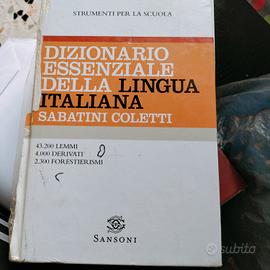 STRUMENTI PER LA SCUOLA
DIZIONARIO
ESSENZIALE
DELLA LINGUA
ITALIANA
SABATINI COLETTI
43.200 LEMMI
4.000 DERIVATI
2.300 FORESTIERISMI
SANSONI
subito